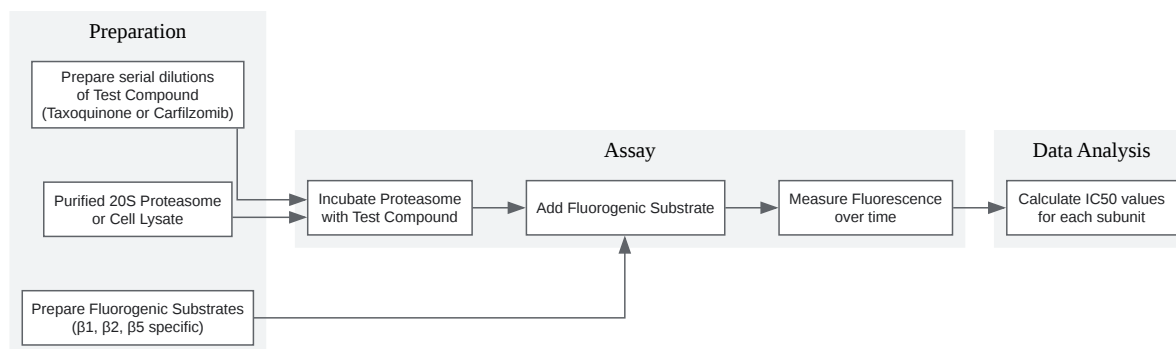 Preparation
Prepare serial dilutions
of Test Compound
(Taxoquinone or Carfilzomib)
Purified 20S Proteasome
or Cell Lysate
Prepare Fluorogenic Substrates
(β1, β2, β5 specific)
Assay
Incubate Proteasome
with Test Compound
Add Fluorogenic Substrate
Measure Fluorescence
over time
Data Analysis
Calculate IC50 values
for each subunit